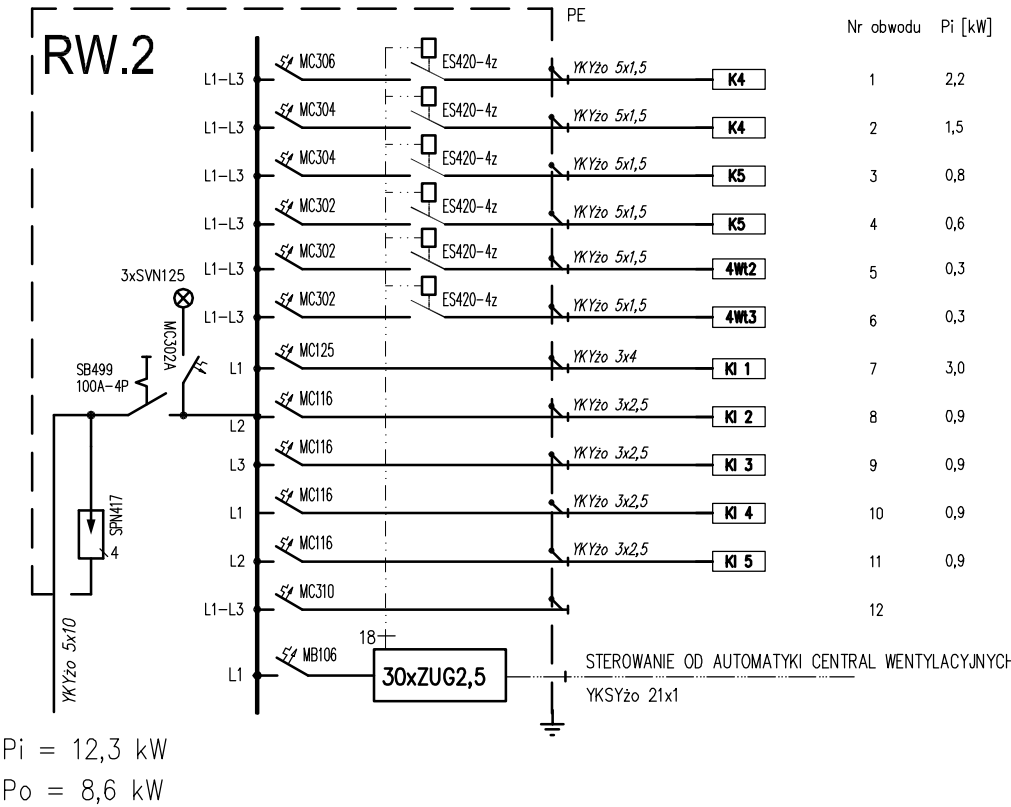 PE
Nr obwodu Pi [kW]
RW.2
L1-L3 MC306 ES420-4z YKYżo 5x1,5 K4 1 2,2
L1-L3 MC304 ES420-4z YKYżo 5x1,5 K4 2 1,5
L1-L3 MC304 ES420-4z YKYżo 5x1,5 K5 3 0,8
L1-L3 MC302 ES420-4z YKYżo 5x1,5 K5 4 0,6
L1-L3 MC302 ES420-4z YKYżo 5x1,5 4Wt2 5 0,3
3xSVN125
L1-L3 MC302 ES420-4z YKYżo 5x1,5 4Wt3 6 0,3
MC302A
L1 MC125 YKYżo 3x4 Kl 1 7 3,0
SB499
100A-4P
L2 MC116 YKYżo 3x2,5 Kl 2 8 0,9
L3 MC116 YKYżo 3x2,5 Kl 3 9 0,9
L1 MC116 YKYżo 3x2,5 Kl 4 10 0,9
SPN417
4
L2 MC116 YKYżo 3x2,5 Kl 5 11 0,9
L1-L3 MC310 12
YKYżo 5x10
18
L1 MB106 30xZUG2,5 STEROWANIE OD AUTOMATYKI CENTRAL WENTYLACYJNYCH
YKSYżo 21x1
Pi = 12,3 kW
Po = 8,6 kW